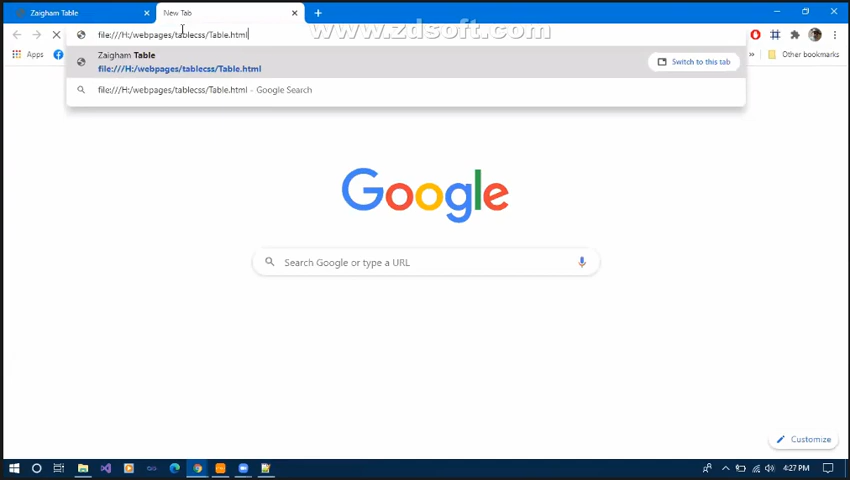 Zaigham Table
New Tab
file:///H:/webpages/tablecss/Table.html
www.zdsoft.com
Apps
Other bookmarks
Zaigham Table
file:///H:/webpages/tablecss/Table.html
Switch to this tab
file:///H:/webpages/tablecss/Table.html - Google Search
Google
Search Google or type a URL
Customize
4:27 PM